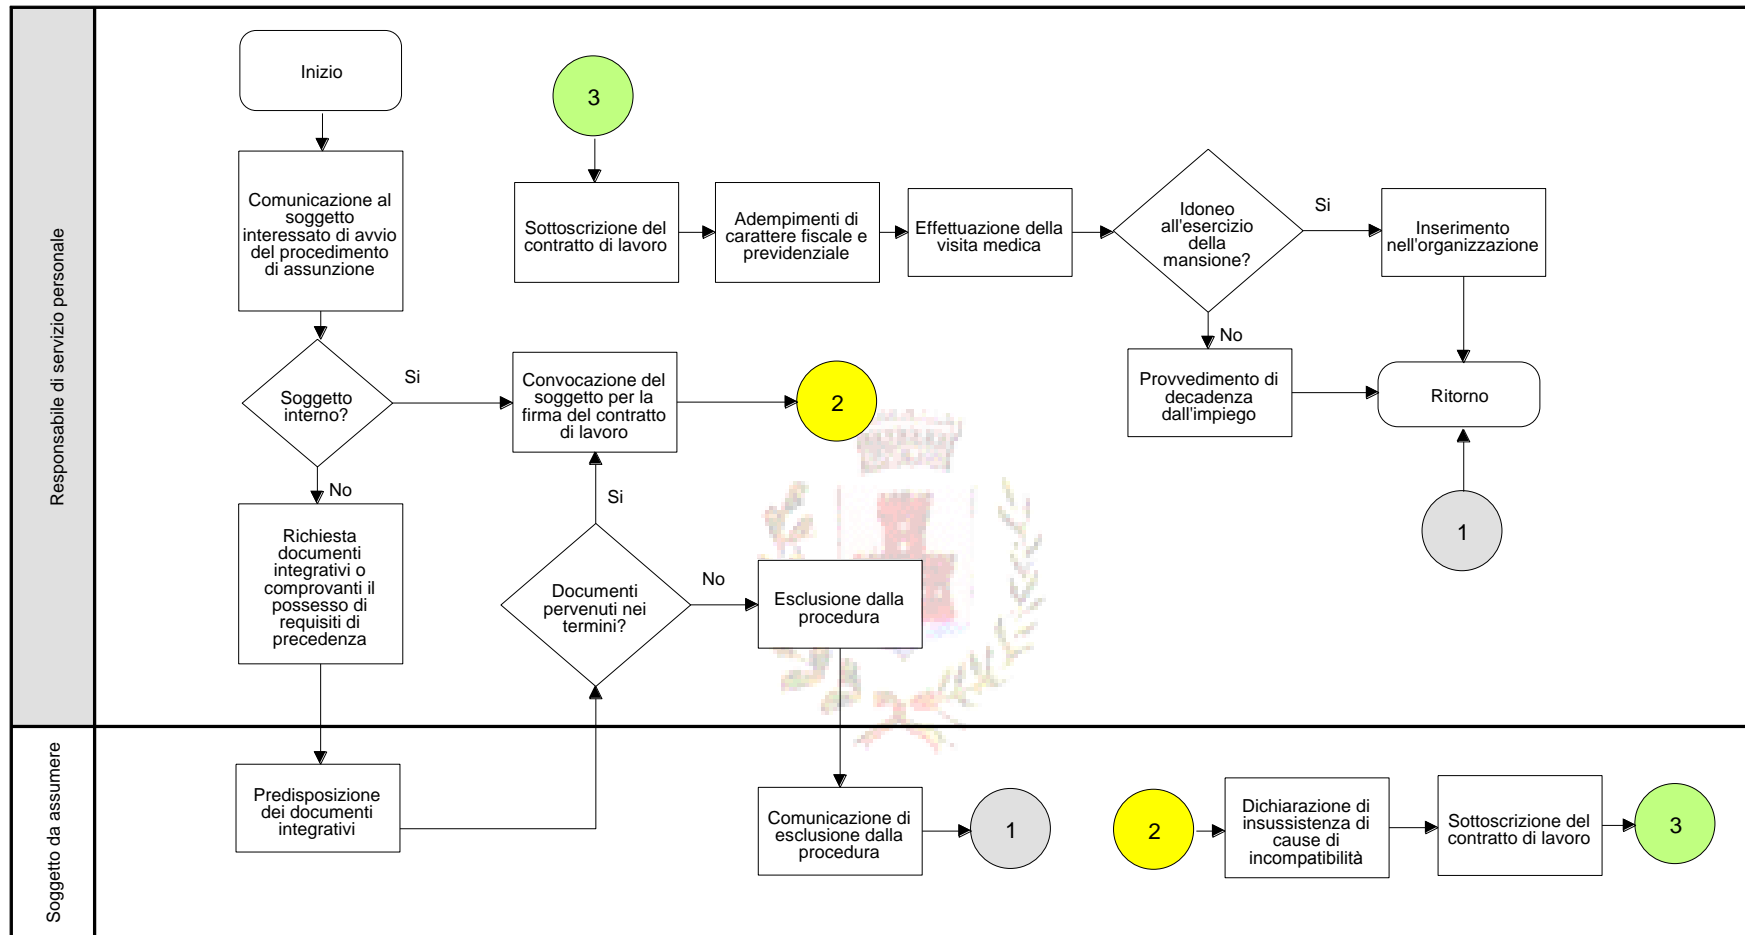 Responsabile di servizio personale
Inizio
Comunicazione al
soggetto
interessato di avvio
del procedimento
di assunzione
Soggetto
interno?
Si
No
Richiesta
documenti
integrativi o
comprovanti il
possesso di
requisiti di
precedenza
3
Sottoscrizione del
contratto di lavoro
Adempimenti di
carattere fiscale e
previdenziale
Effettuazione della
visita medica
Idoneo
all'esercizio
della
mansione?
Si
No
Inserimento
nell'organizzazione
Convocazione del
soggetto per la
firma del contratto
di lavoro
2
Provvedimento di
decadenza
dall'impiego
Ritorno
1
Si
Documenti
pervenuti nei
termini?
No
Esclusione dalla
procedura
Soggetto da assumere
Predisposizione
dei documenti
integrativi
Comunicazione di
esclusione dalla
procedura
1
2
Dichiarazione di
insussistenza di
cause di
incompatibilità
Sottoscrizione del
contratto di lavoro
3